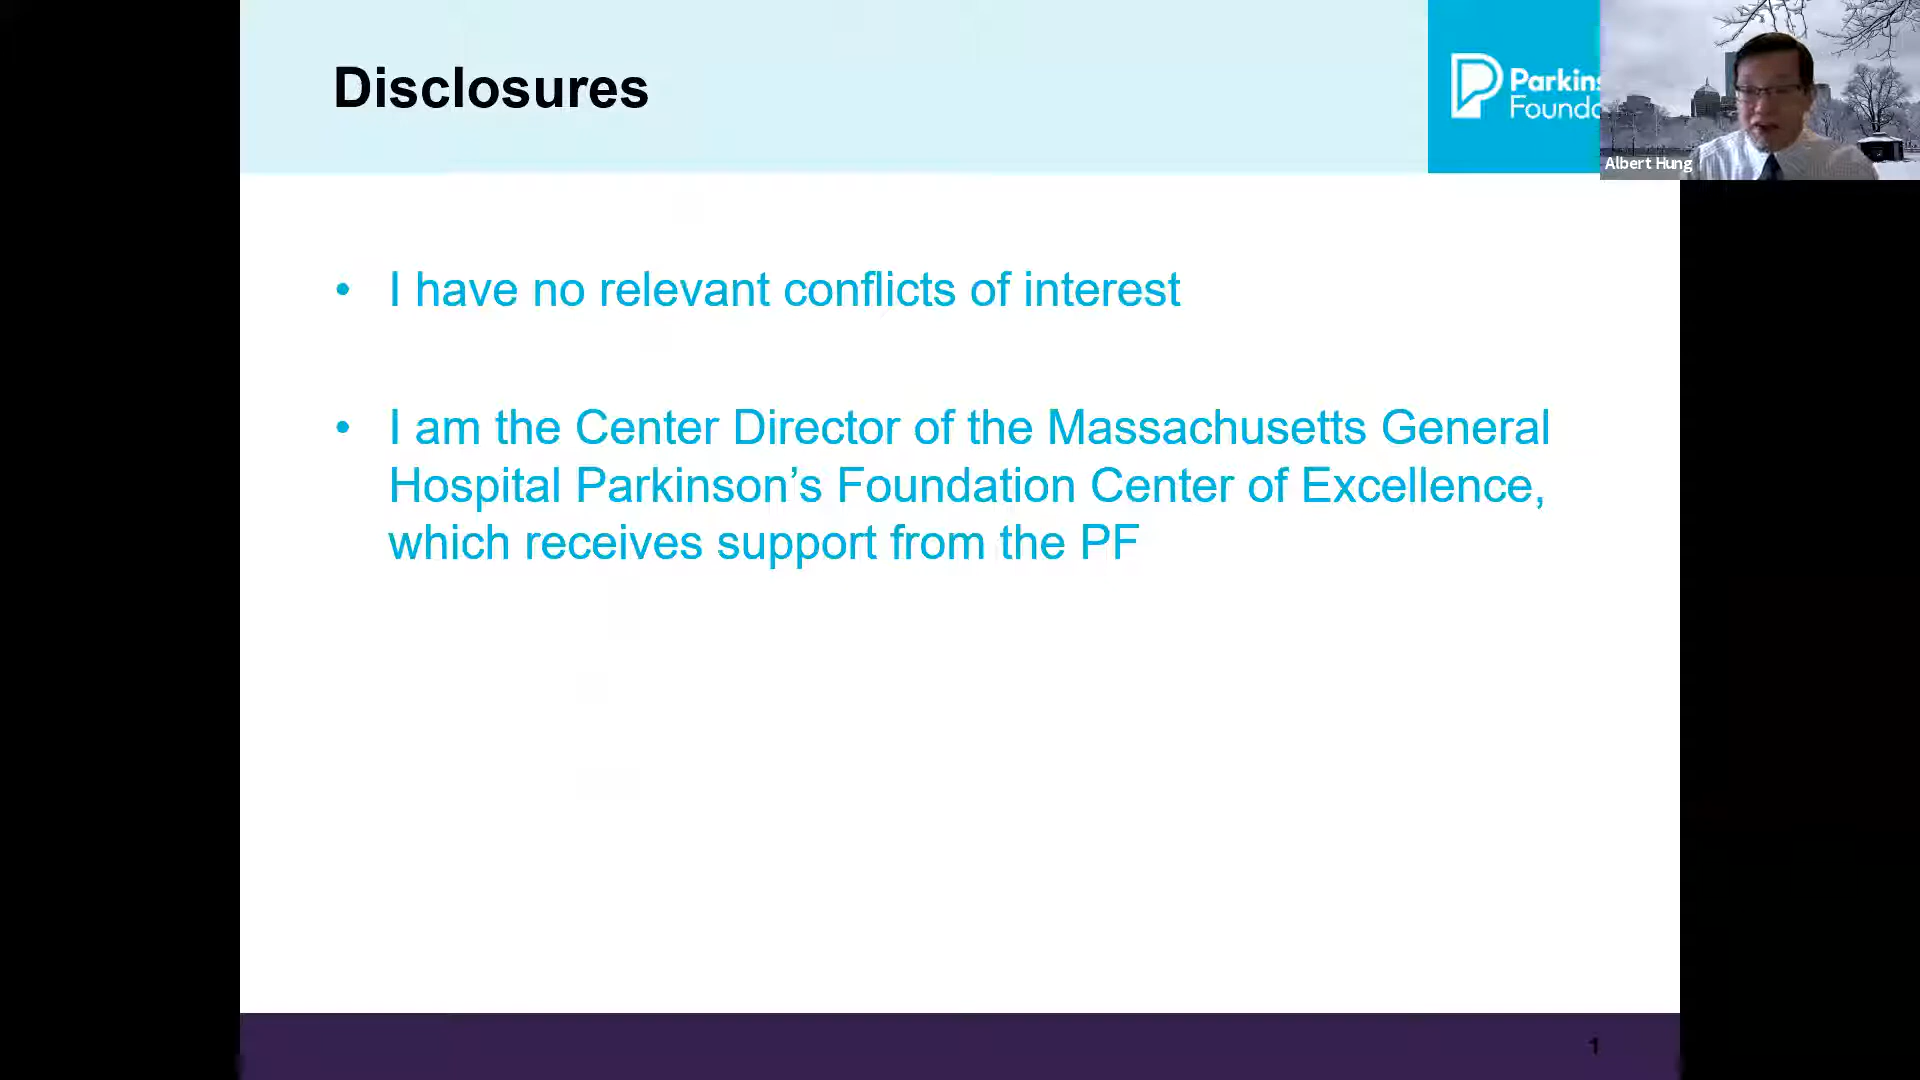 Disclosures
Parkins
Founda
Albert Hung
• I have no relevant conflicts of interest
• I am the Center Director of the Massachusetts General
Hospital Parkinson’s Foundation Center of Excellence,
which receives support from the PF
1